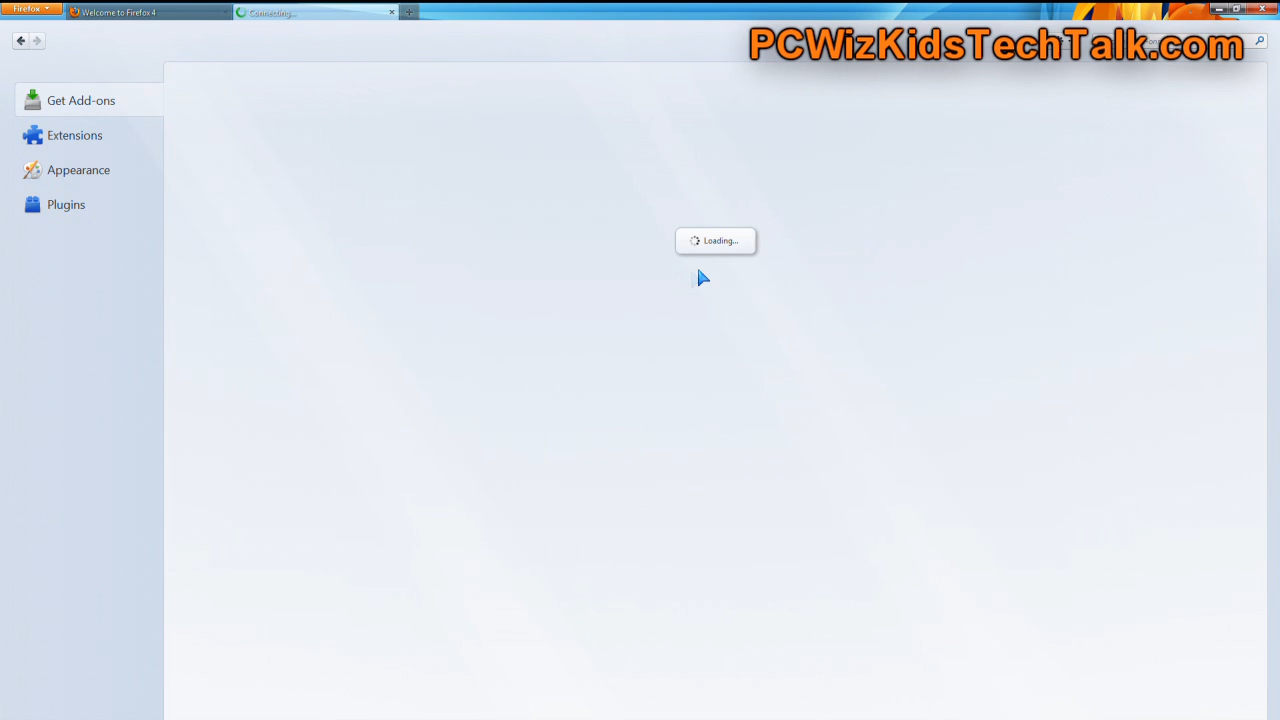 Firefox
Welcome to Firefox 4
Connecting...
PCWizKidsTechTalk.com
Get Add-ons
Extensions
Appearance
Plugins
Loading...